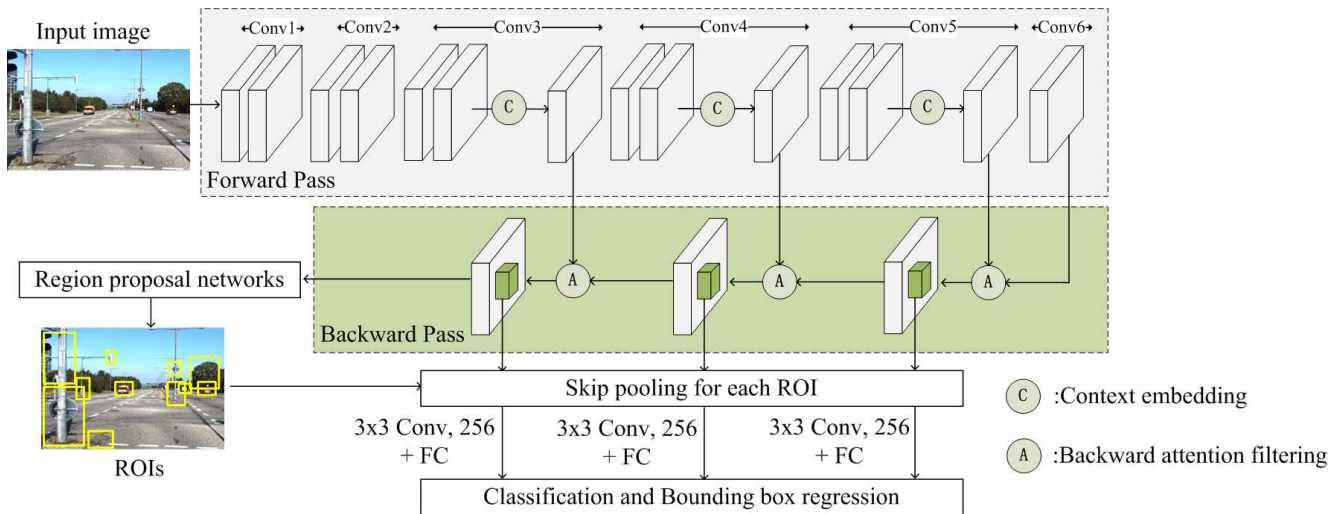 Input image
Conv1
Conv2
Conv3
Conv4
Conv5
Conv6
C
C
C
Forward Pass
A
A
A
Backward Pass
Region proposal networks
ROIs
Skip pooling for each ROI
3x3 Conv, 256
+ FC
3x3 Conv, 256
+ FC
3x3 Conv, 256
+ FC
Classification and Bounding box regression
C :Context embedding
A :Backward attention filtering